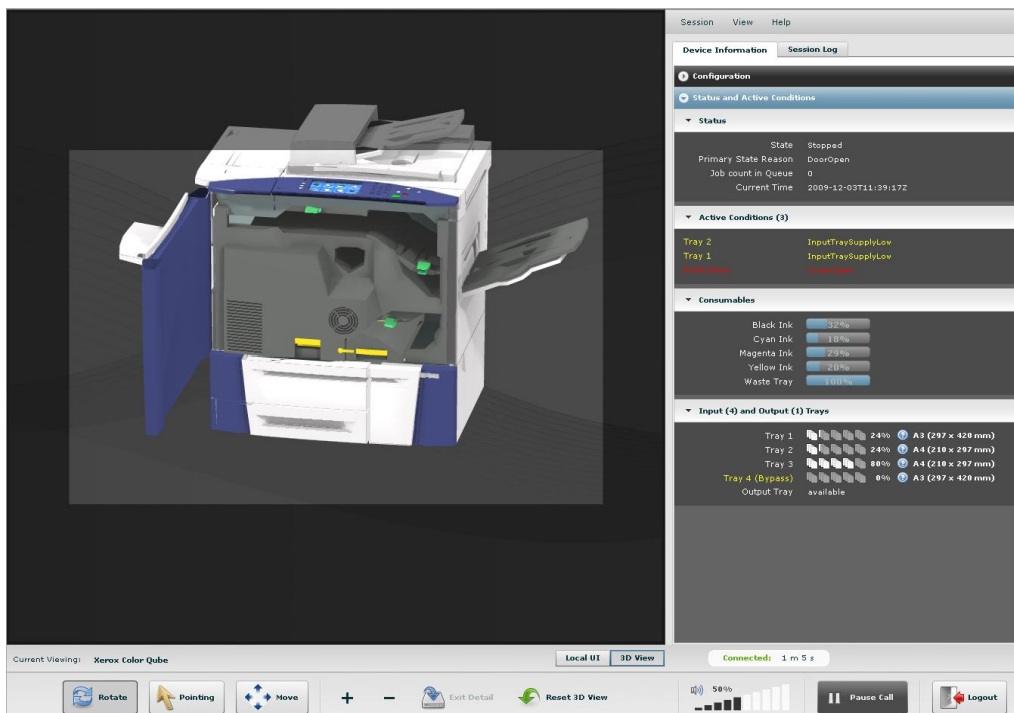 Session View Help
Device Information Session Log
Configuration
Status and Active Conditions
Status
State Stopped
Primary State Reason DoorOpen
Job count in Queue 0
Current Time 2009-12-03T11:39:17Z
Active Conditions (3)
Tray 2 InputTraySupplyLow
Tray 1 InputTraySupplyLow
Consumables
Black Ink 32%
Cyan Ink 18%
Magenta Ink 29%
Yellow Ink 20%
Waste Tray 100%
Input (4) and Output (1) Trays
Tray 1 24% ? A3 (297 x 420 mm)
Tray 2 24% ? A4 (210 x 297 mm)
Tray 3 80% ? A4 (210 x 297 mm)
Tray 4 (Bypass) 0% ? A3 (297 x 420 mm)
Output Tray available
Current Viewing: Xerox Color Qube Local UI 3D View Connected: 1 m 5 s
Rotate Pointing Move + − Exit Detail Reset 3D View 50% Pause Call Logout